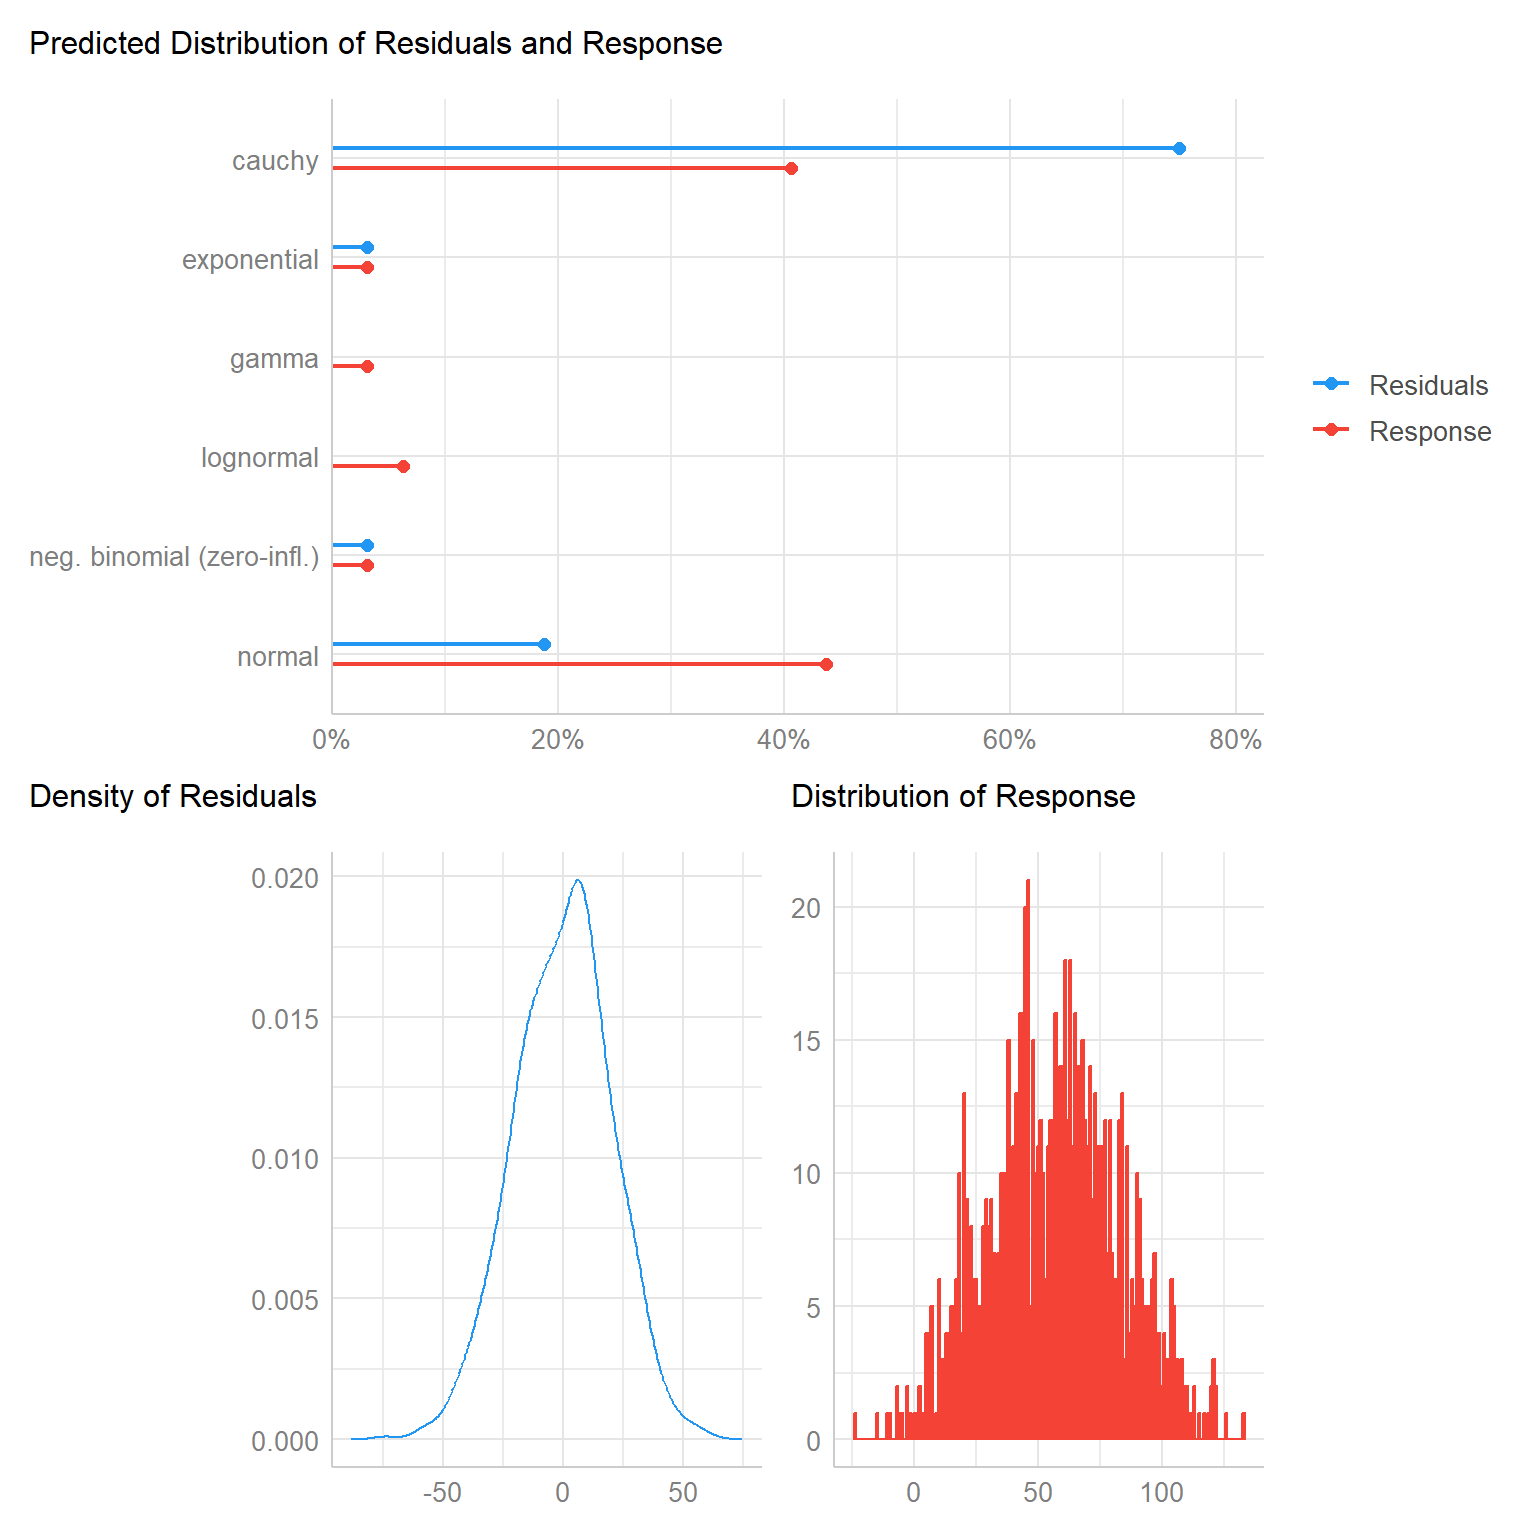 Predicted Distribution of Residuals and Response
cauchy
exponential
gamma
lognormal
neg. binomial (zero-infl.)
normal
0% 20% 40% 60% 80%
Residuals
Response
Density of Residuals
0.020
0.015
0.010
0.005
0.000
-50 0 50
Distribution of Response
20
15
10
5
0
0 50 100